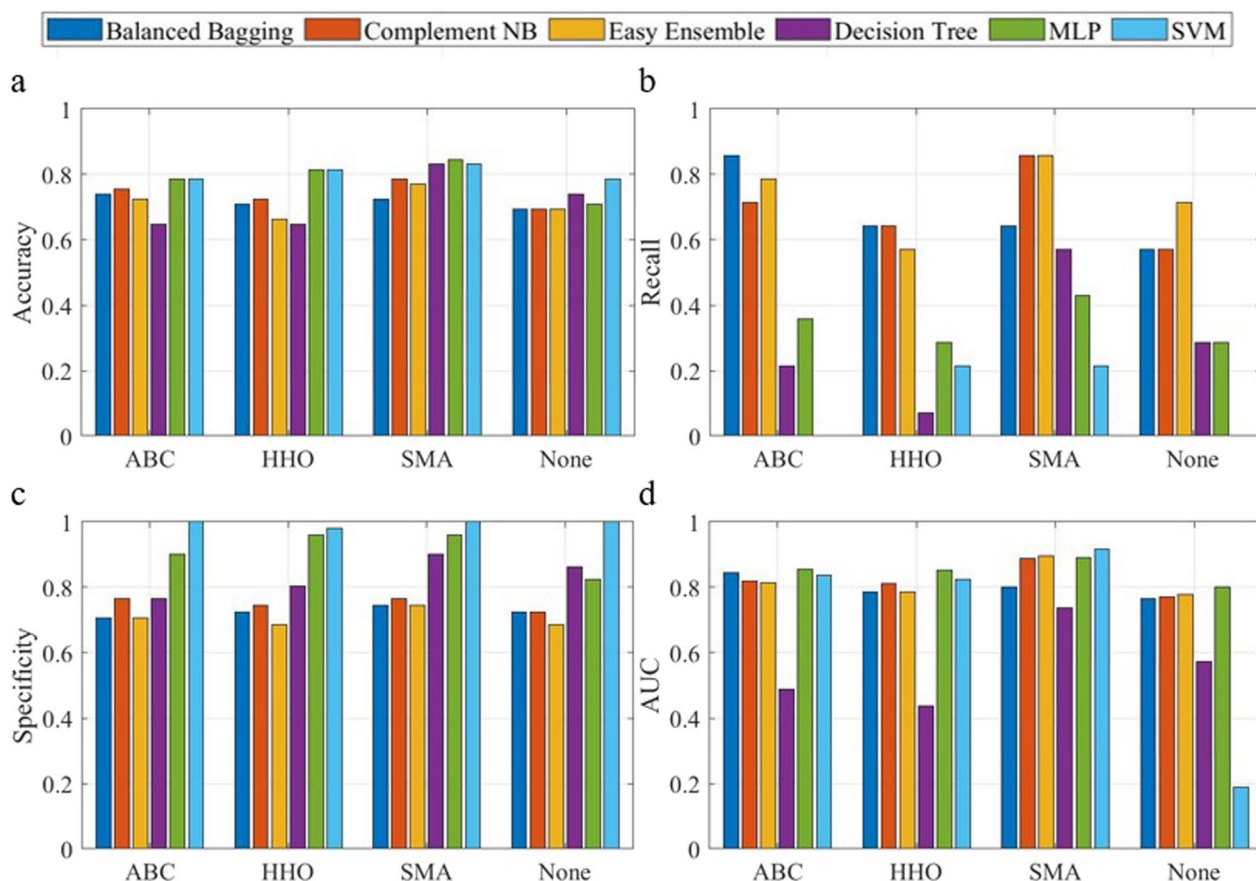 Balanced Bagging Complement NB Easy Ensemble Decision Tree MLP SVM
a
1
0.8
0.6
0.4
0.2
0
Accuracy
ABC HHO SMA None
b
1
0.8
0.6
0.4
0.2
0
Recall
ABC HHO SMA None
c
1
0.8
0.6
0.4
0.2
0
Specificity
ABC HHO SMA None
d
1
0.8
0.6
0.4
0.2
0
AUC
ABC HHO SMA None